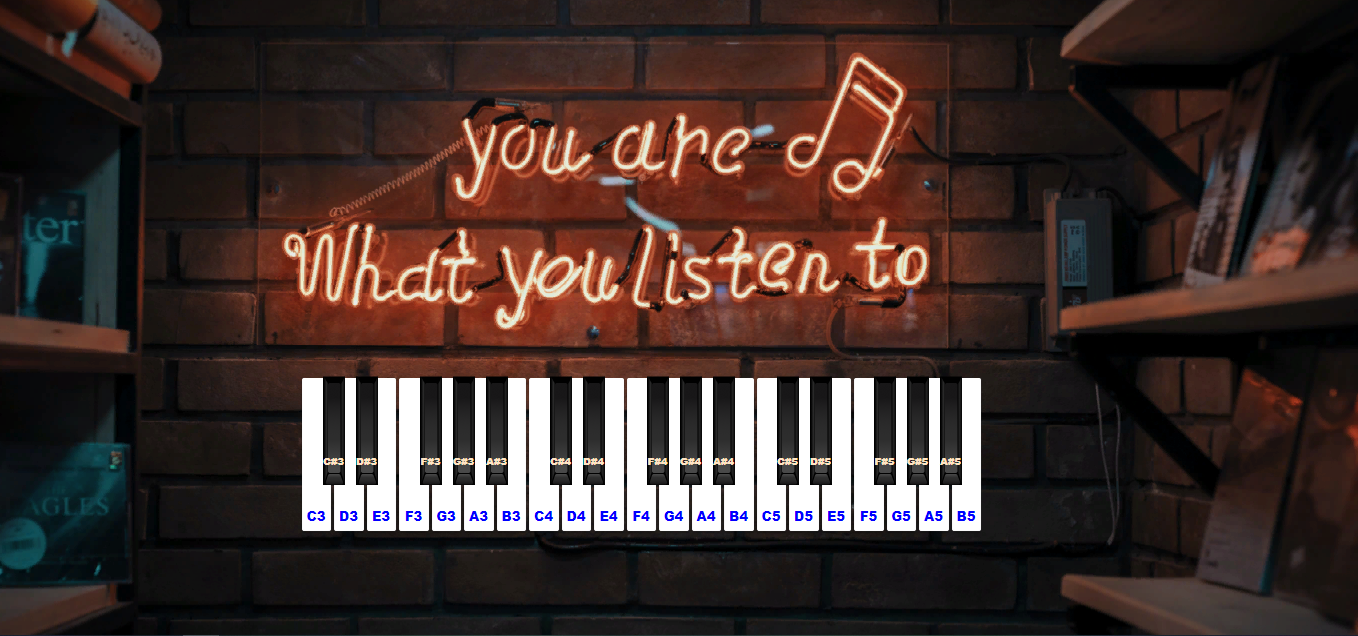 you are
What you listen to
ter
AGLES
C#3 D#3 F#3 G#3 A#3 C#4 D#4 F#4 G#4 A#4 C#5 D#5 F#5 G#5 A#5
C3 D3 E3 F3 G3 A3 B3 C4 D4 E4 F4 G4 A4 B4 C5 D5 E5 F5 G5 A5 B5